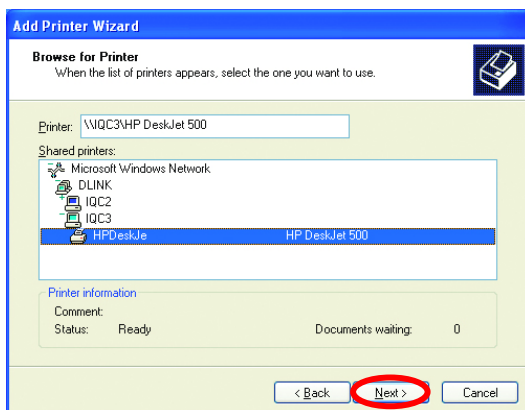 Add Printer Wizard
Browse for Printer
When the list of printers appears, select the one you want to use.
Printer: \\IQC3\HP DeskJet 500
Shared printers:
Microsoft Windows Network
DLINK
IQC2
IQC3
HPDeskJe HP DeskJet 500
Printer information
Comment:
Status: Ready Documents waiting: 0
< Back Next > Cancel